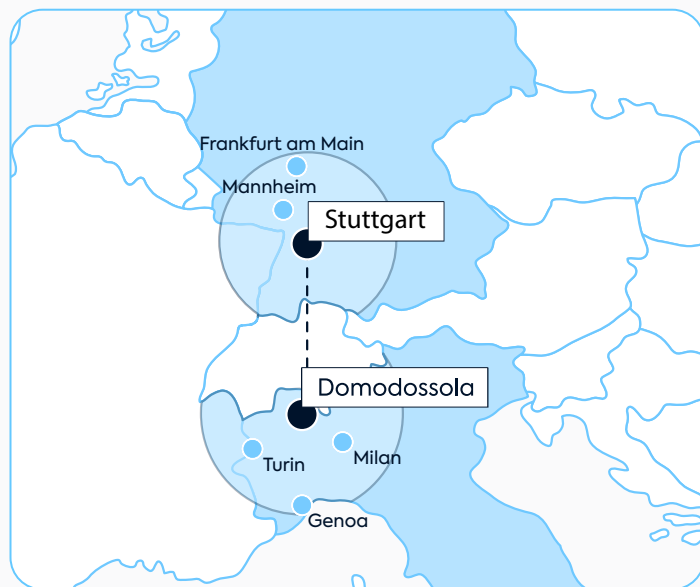 Frankfurt am Main
Mannheim
Stuttgart
Domodossola
Turin
Milan
Genoa